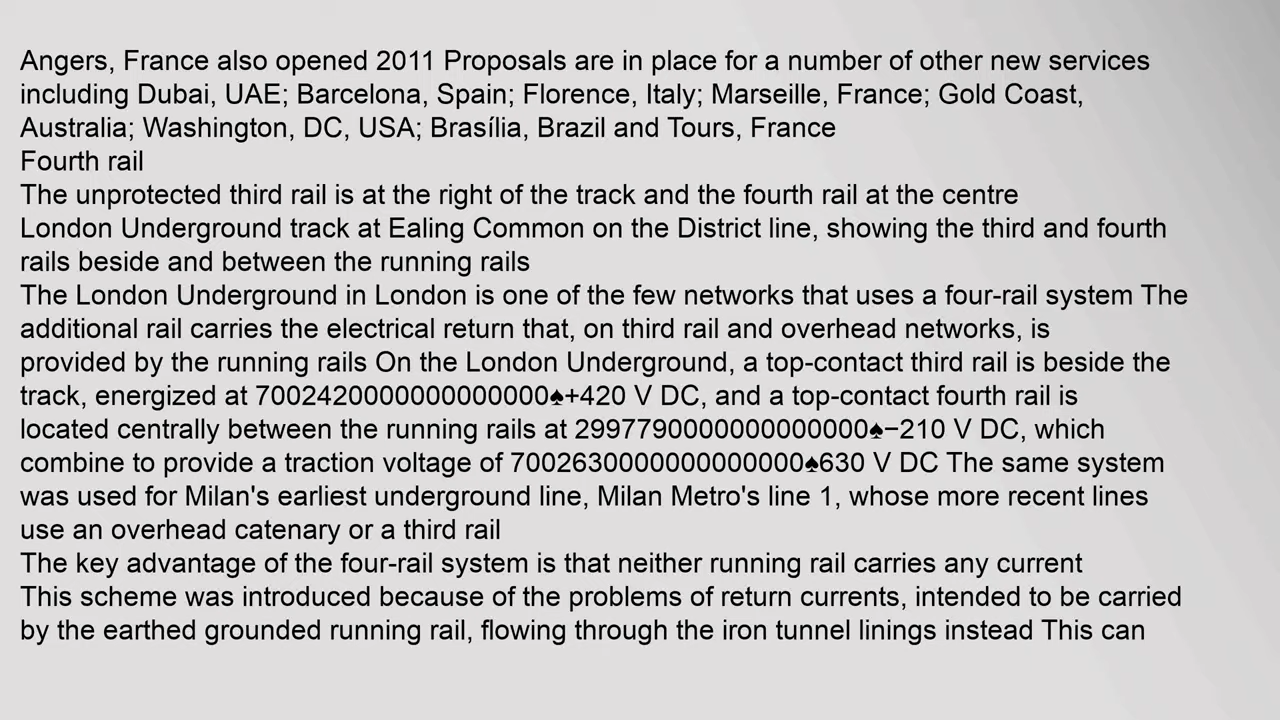 Angers, France also opened 2011 Proposals are in place for a number of other new services
including Dubai, UAE; Barcelona, Spain; Florence, Italy; Marseille, France; Gold Coast,
Australia; Washington, DC, USA; Brasília, Brazil and Tours, France
Fourth rail
The unprotected third rail is at the right of the track and the fourth rail at the centre
London Underground track at Ealing Common on the District line, showing the third and fourth
rails beside and between the running rails
The London Underground in London is one of the few networks that uses a four-rail system The
additional rail carries the electrical return that, on third rail and overhead networks, is
provided by the running rails On the London Underground, a top-contact third rail is beside the
track, energized at 7002420000000000000♠+420 V DC, and a top-contact fourth rail is
located centrally between the running rails at 2997790000000000000♠−210 V DC, which
combine to provide a traction voltage of 7002630000000000000♠630 V DC The same system
was used for Milan's earliest underground line, Milan Metro's line 1, whose more recent lines
use an overhead catenary or a third rail
The key advantage of the four-rail system is that neither running rail carries any current
This scheme was introduced because of the problems of return currents, intended to be carried
by the earthed grounded running rail, flowing through the iron tunnel linings instead This can